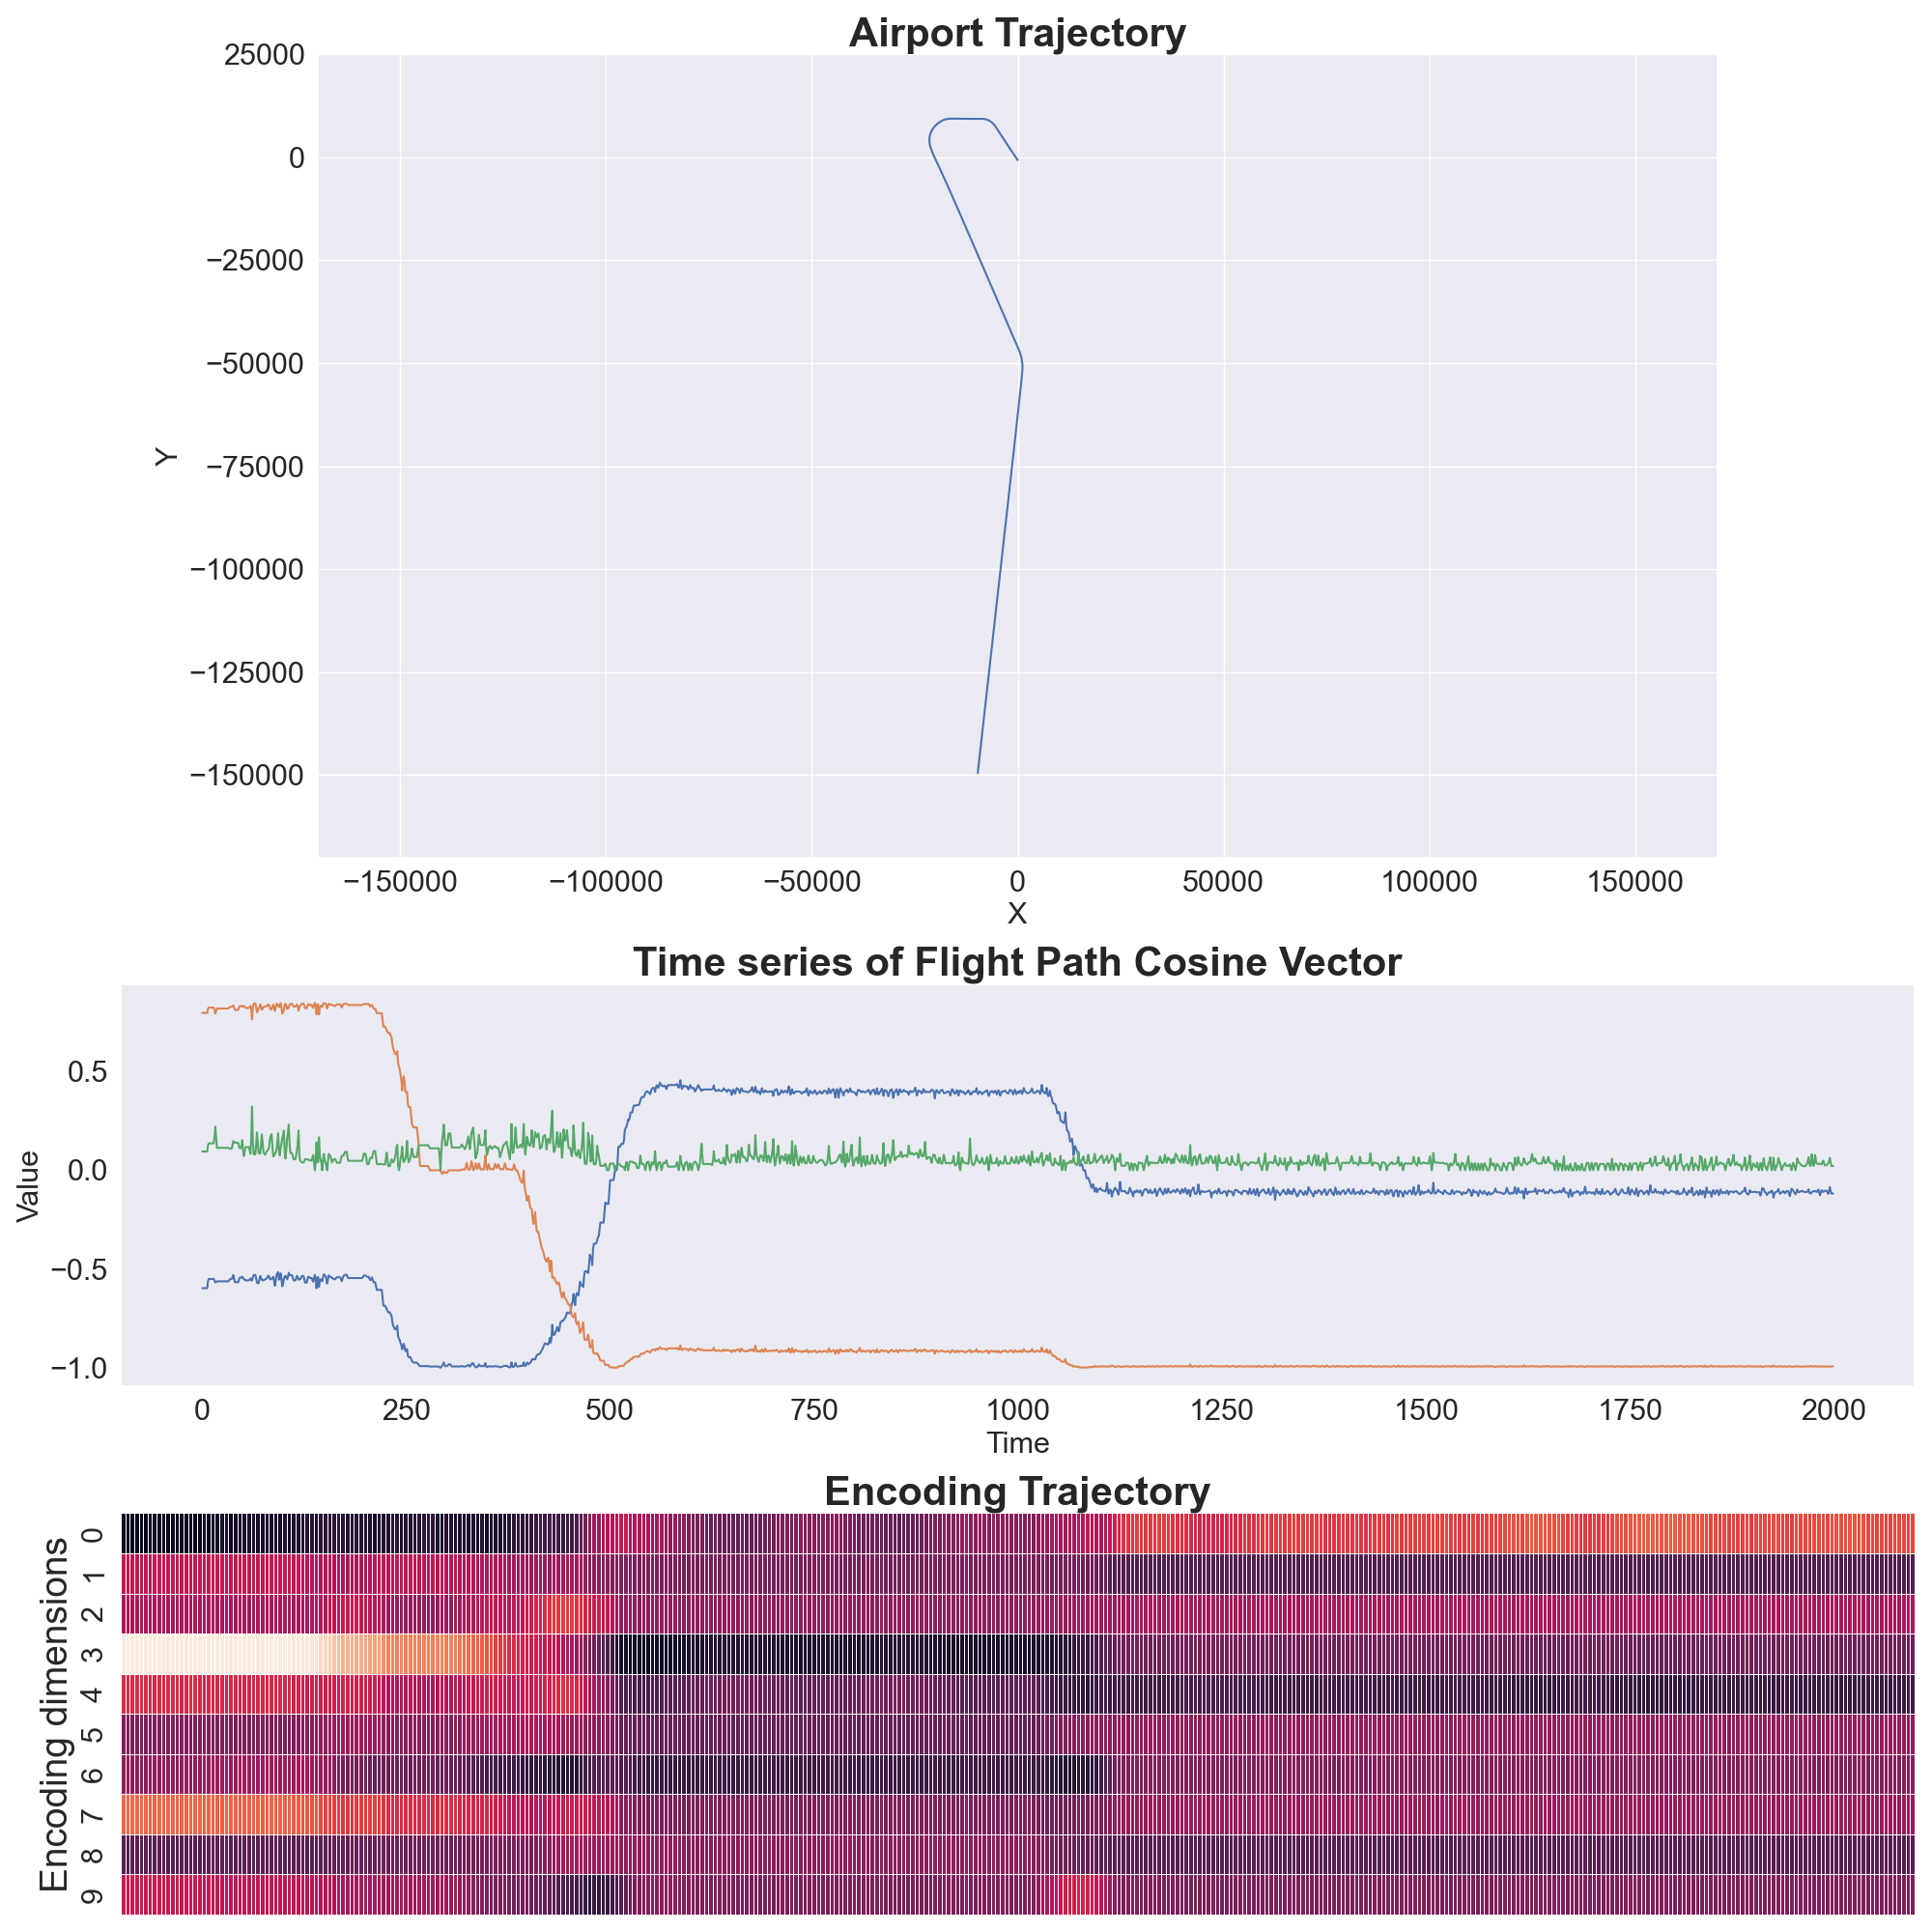 Airport Trajectory
25000
0
−25000
−50000
−75000
−100000
−125000
−150000
Y
−150000 −100000 −50000 0 50000 100000 150000
X
Time series of Flight Path Cosine Vector
0.5
0.0
−0.5
−1.0
Value
0 250 500 750 1000 1250 1500 1750 2000
Time
Encoding Trajectory
Encoding dimensions
0
1
2
3
4
5
6
7
8
9